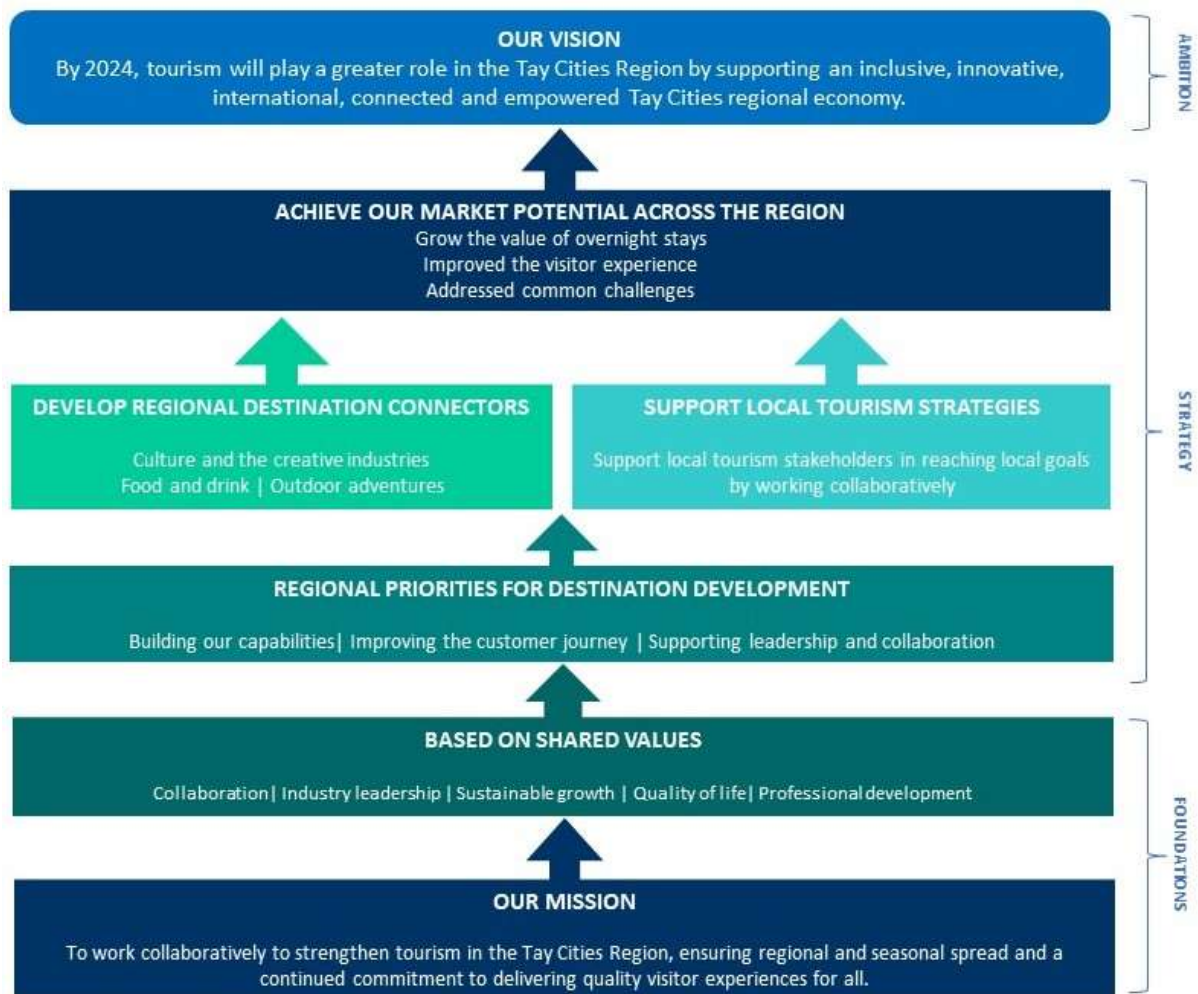 OUR VISION
By 2024, tourism will play a greater role in the Tay Cities Region by supporting an inclusive, innovative,
international, connected and empowered Tay Cities regional economy.
AMBITION
ACHIEVE OUR MARKET POTENTIAL ACROSS THE REGION
Grow the value of overnight stays
Improved the visitor experience
Addressed common challenges
DEVELOP REGIONAL DESTINATION CONNECTORS
Culture and the creative industries
Food and drink | Outdoor adventures
SUPPORT LOCAL TOURISM STRATEGIES
Support local tourism stakeholders in reaching local goals
by working collaboratively
STRATEGY
REGIONAL PRIORITIES FOR DESTINATION DEVELOPMENT
Building our capabilities| Improving the customer journey | Supporting leadership and collaboration
BASED ON SHARED VALUES
Collaboration| Industry leadership | Sustainable growth | Quality of life| Professional development
FOUNDATIONS
OUR MISSION
To work collaboratively to strengthen tourism in the Tay Cities Region, ensuring regional and seasonal spread and a
continued commitment to delivering quality visitor experiences for all.